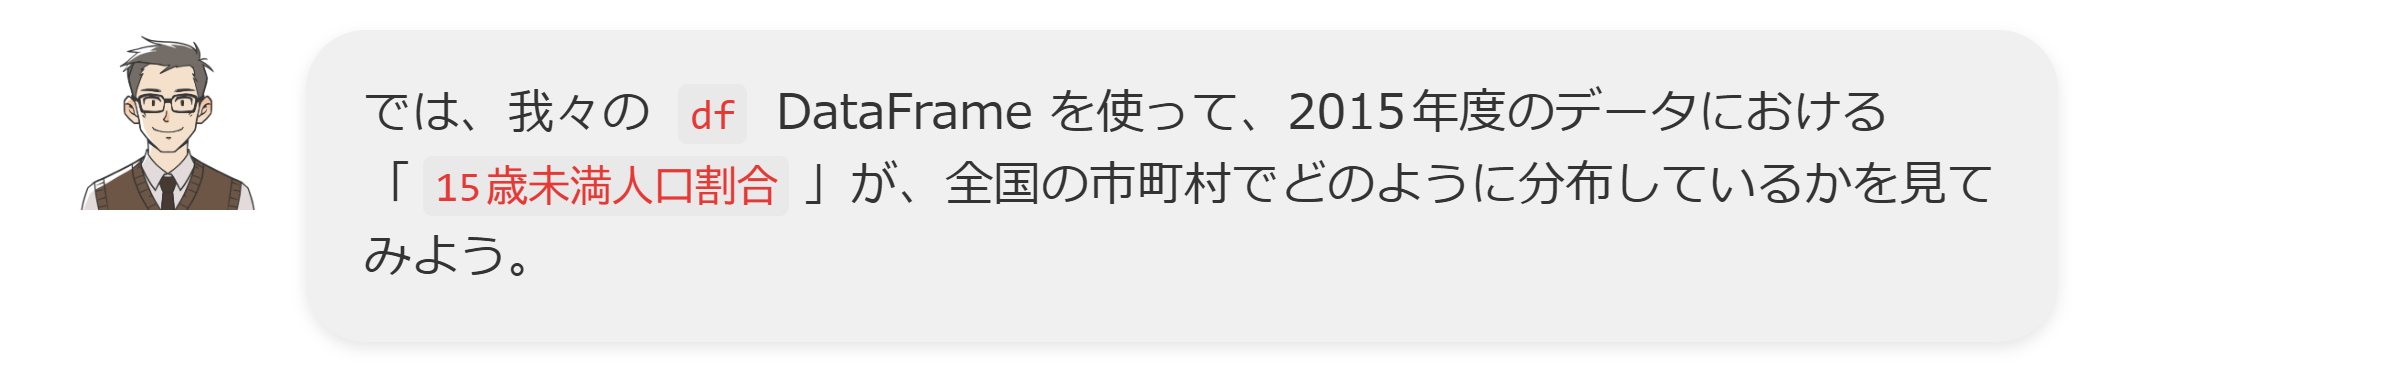 では、我々の df DataFrame を使って、2015年度のデータにおける
「 15歳未満人口割合 」が、全国の市町村でどのように分布しているかを見て
みよう。